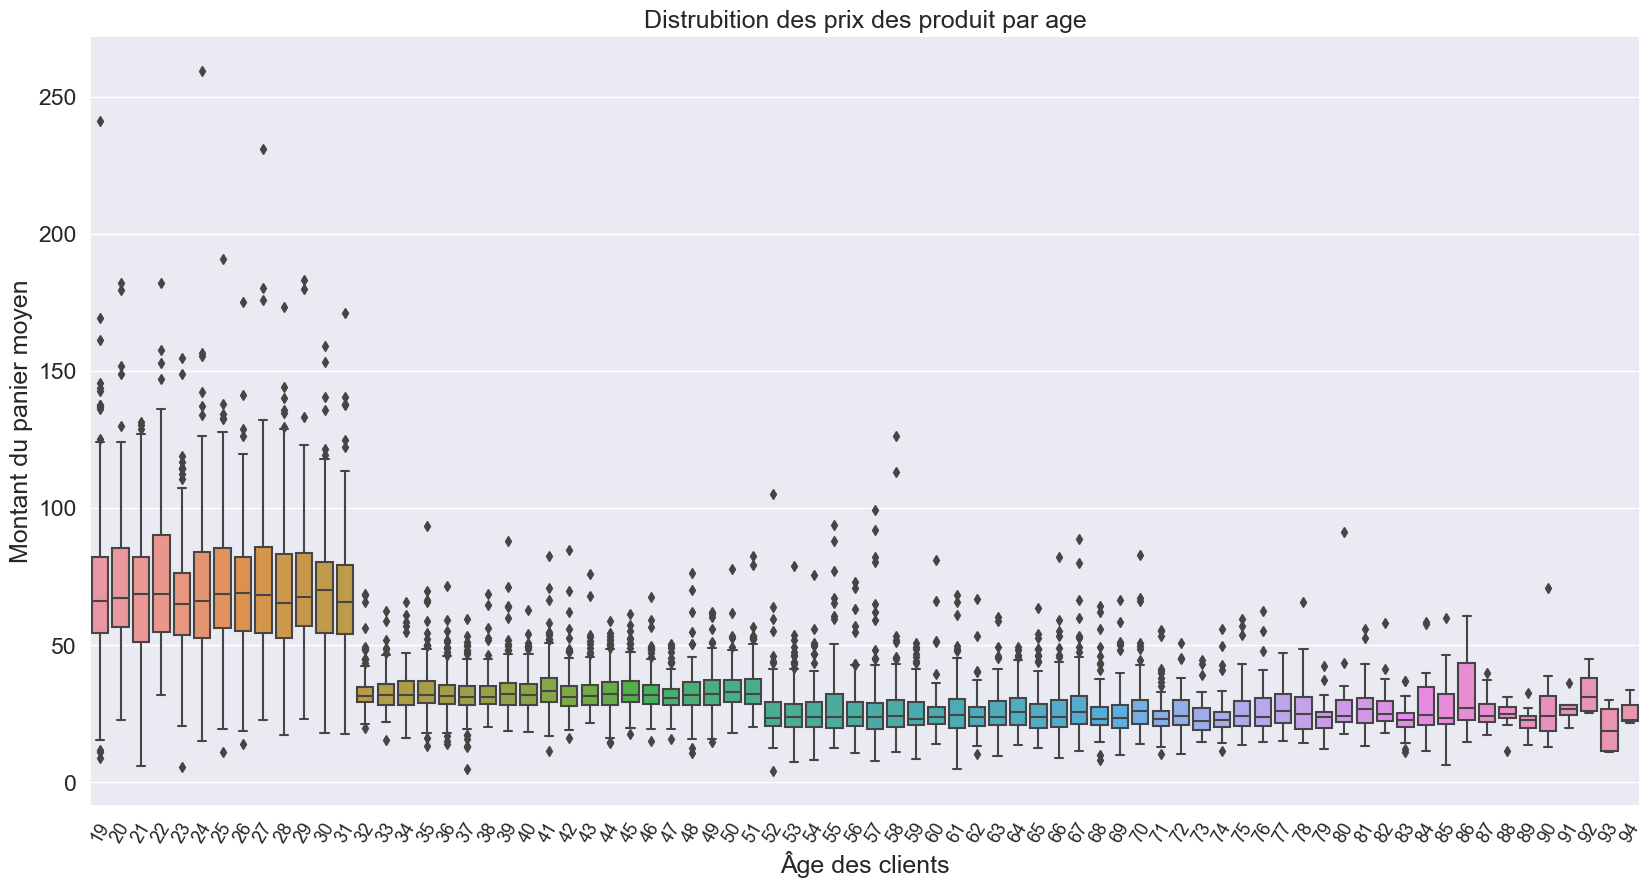 Distrubition des prix des produit par age
250
200
150
100
50
0
Montant du panier moyen
19 20 21 22 23 24 25 26 27 28 29 30 31 32 33 34 35 36 37 38 39 40 41 42 43 44 45 46 47 48 49 50 51 52 53 54 55 56 57 58 59 60 61 62 63 64 65 66 67 68 69 70 71 72 73 74 75 76 77 78 79 80 81 82 83 84 85 86 87 88 89 90 91 92 93 94
Âge des clients